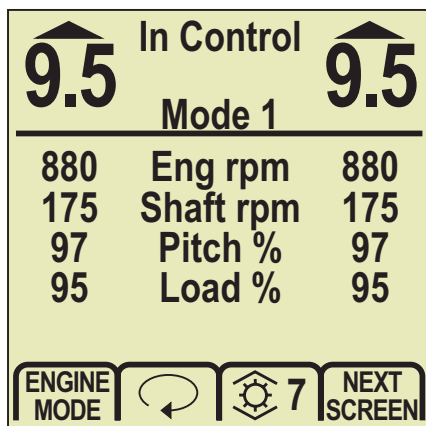 In Control
9.5 9.5
Mode 1
880 Eng rpm 880
175 Shaft rpm 175
97 Pitch % 97
95 Load % 95
ENGINE MODE
7
NEXT SCREEN